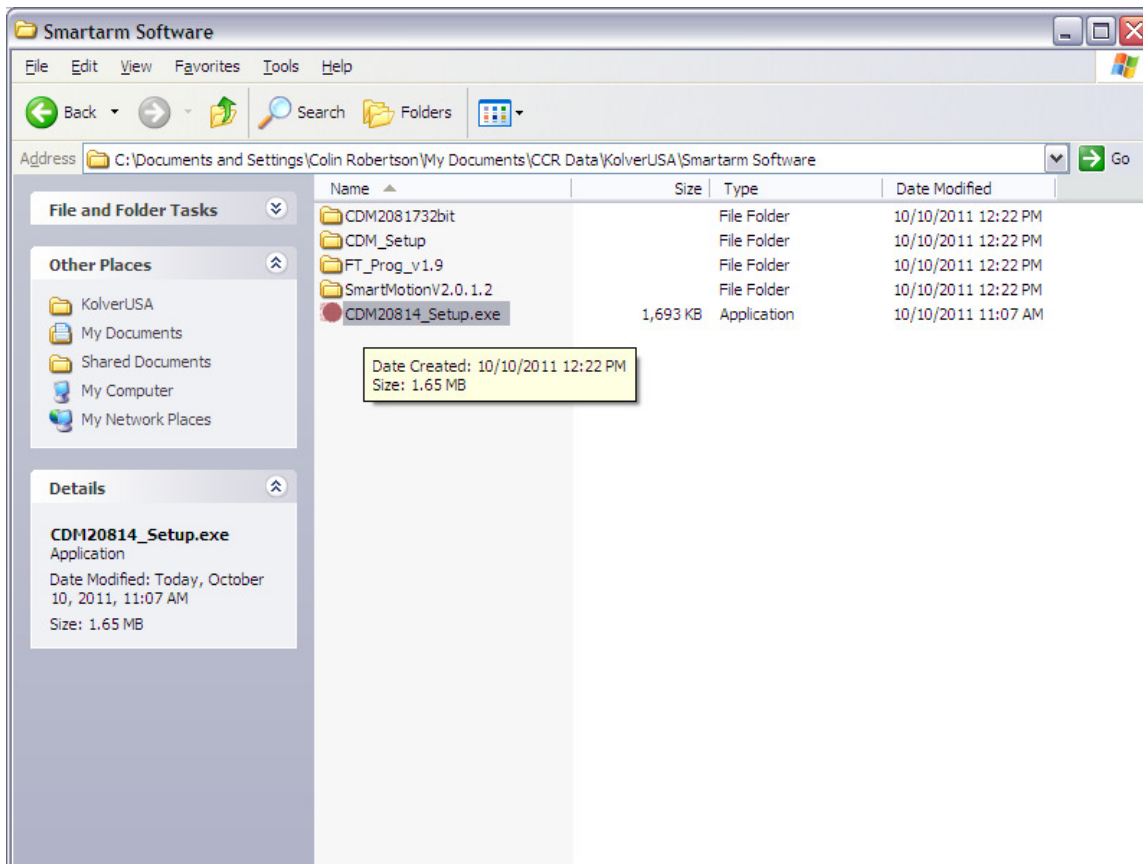 Smartarm Software
File Edit View Favorites Tools Help
Back Search Folders
Address C:\Documents and Settings\Colin Robertson\My Documents\CCR Data\KolverUSA\Smartarm Software Go
File and Folder Tasks
Other Places
KolverUSA
My Documents
Shared Documents
My Computer
My Network Places
Details
CDM20814_Setup.exe
Application
Date Modified: Today, October
10, 2011, 11:07 AM
Size: 1.65 MB
Name Size Type Date Modified
CDM2081732bit File Folder 10/10/2011 12:22 PM
CDM_Setup File Folder 10/10/2011 12:22 PM
FT_Prog_v1.9 File Folder 10/10/2011 12:22 PM
SmartMotionV2.0.1.2 File Folder 10/10/2011 12:22 PM
CDM20814_Setup.exe 1,693 KB Application 10/10/2011 11:07 AM
Date Created: 10/10/2011 12:22 PM
Size: 1.65 MB